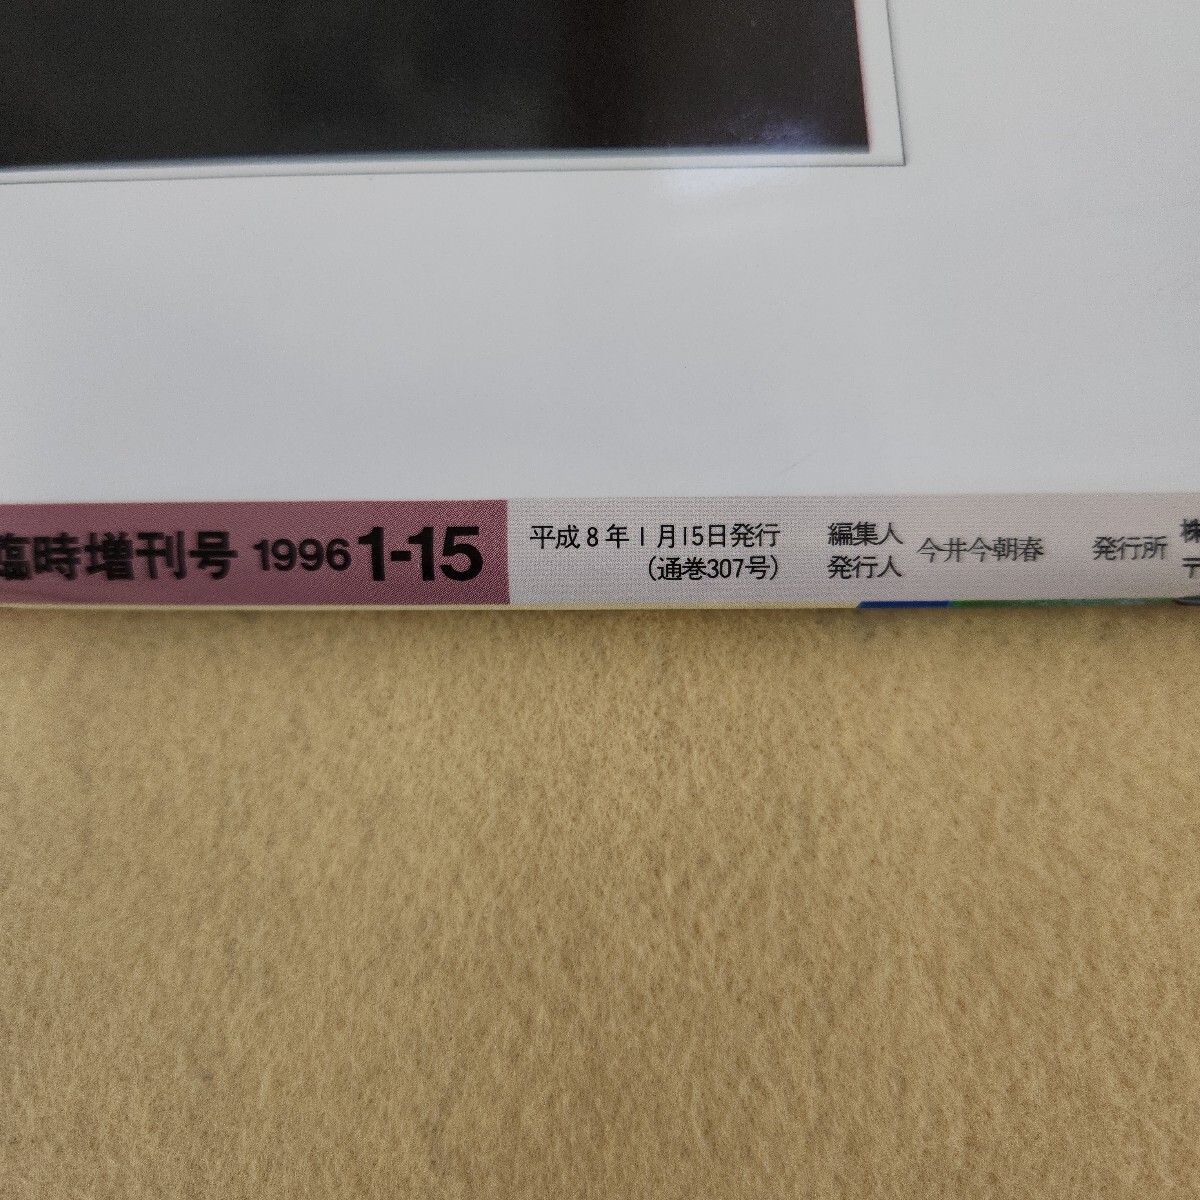 臨時増刊号 1996 1-15
平成8年1月15日発行
(通巻307号)
編集人
発行人
今井今朝春
発行所
株
〒